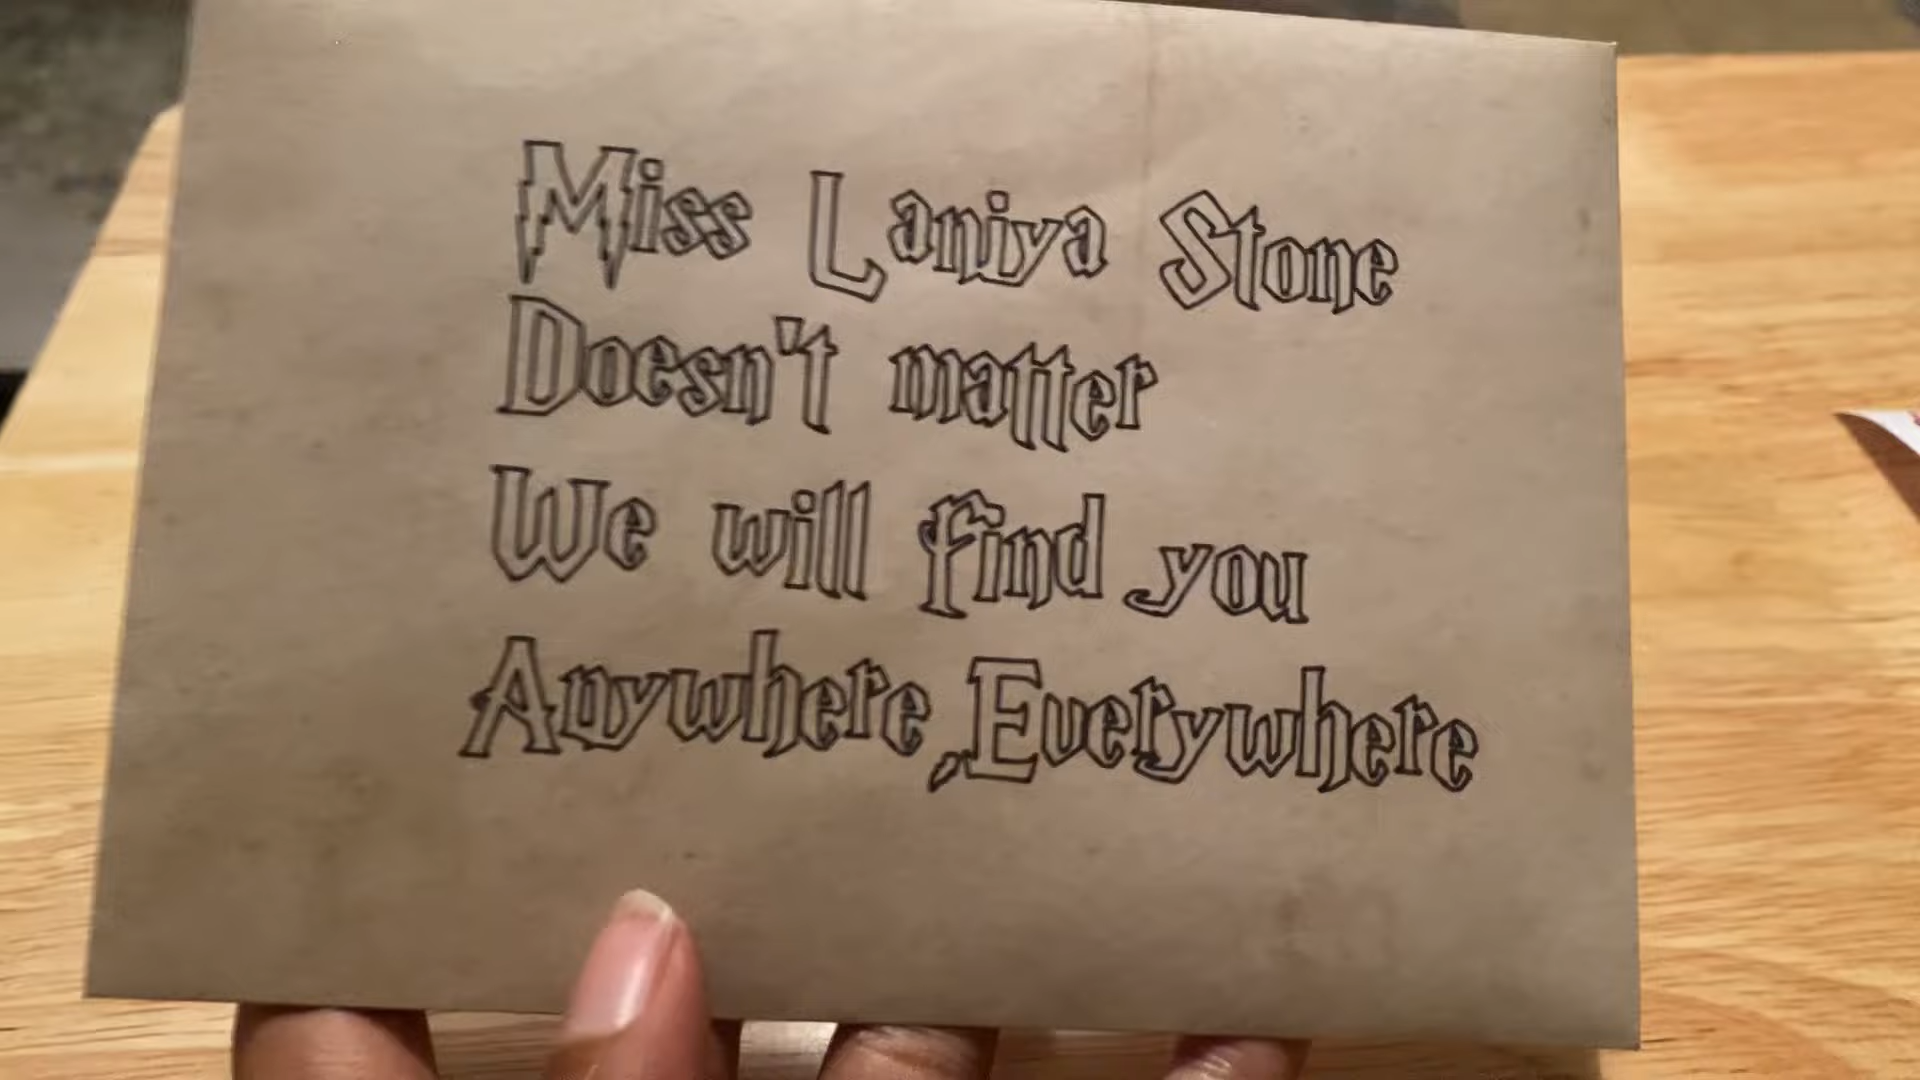 Miss Laniya Stone
Doesn't matter
We will find you
Anywhere,Everywhere